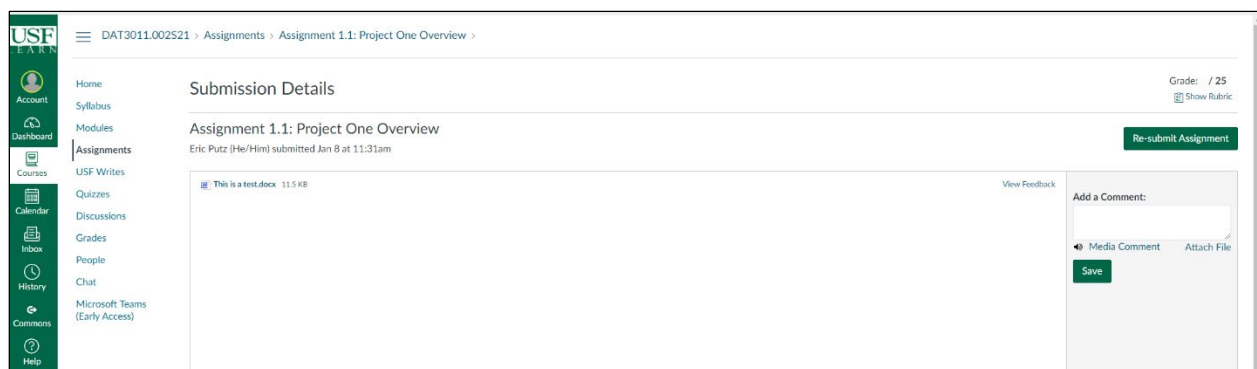 USF
LEARN
Account
Dashboard
Courses
Calendar
Inbox
History
Commons
Help
DAT3011.002S21 > Assignments > Assignment 1.1: Project One Overview >
Home
Syllabus
Modules
Assignments
USF Writes
Quizzes
Discussions
Grades
People
Chat
Microsoft Teams
(Early Access)
Submission Details
Grade: / 25
Show Rubric
Assignment 1.1: Project One Overview
Eric Putz (He/Him) submitted Jan 8 at 11:31am
Re-submit Assignment
This is a test.docx 11.5 KB
View Feedback
Add a Comment:
Media Comment
Attach File
Save